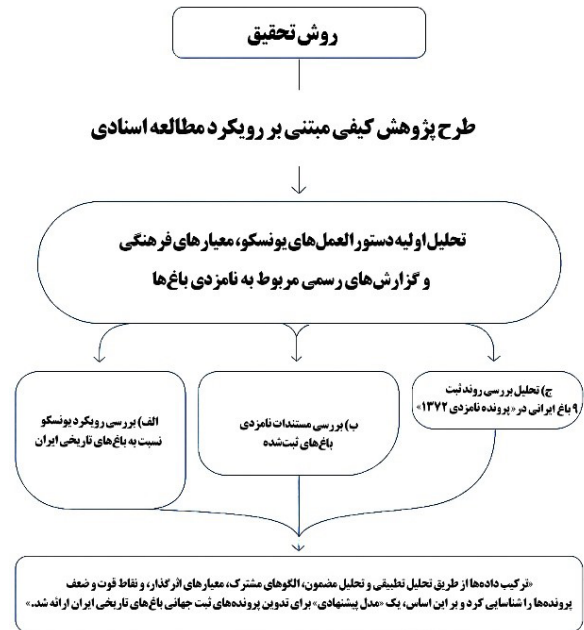 روش تحقیق
طرح پژوهش کیفی مبتنی بر رویکرد مطالعه اسنادی
تحلیل اولیه دستورالعمل‌های یونسکو، معیارهای فرهنگی
و گزارش‌های رسمی مربوط به نامزدی باغ‌ها
ج) تحلیل بررسی روند ثبت
۹ باغ ایرانی در «پرونده نامزدی ۱۳۷۲»
ب) بررسی مستندات نامزدی
باغ‌های ثبت‌شده
الف) بررسی رویکرد یونسکو
نسبت به باغ‌های تاریخی ایران
«ترکیب داده‌ها از طریق تحلیل تطبیقی و تحلیل مضمون، الگوهای مشترک، معیارهای اثرگذار، و نقاط قوت و ضعف
پرونده‌ها را شناسایی کرد و بر این اساس، یک «مدل پیشنهادی» برای تدوین پرونده‌های ثبت جهانی باغ‌های تاریخی ایران ارائه شد.»